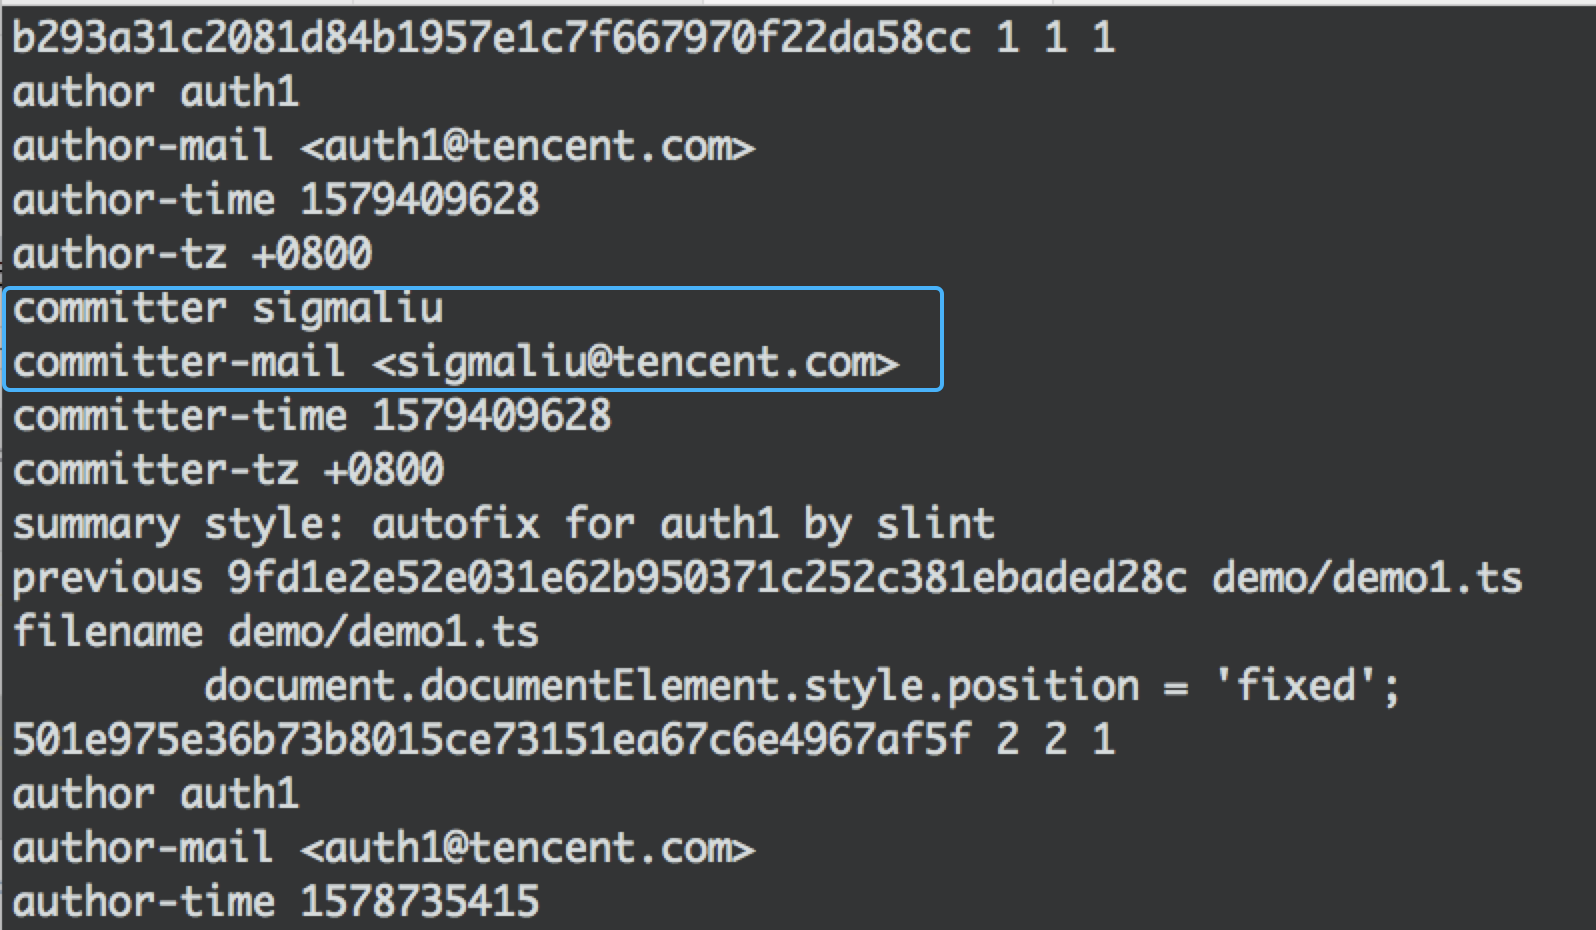 b293a31c2081d84b1957e1c7f667970f22da58cc 1 1 1
author auth1
author-mail <auth1@tencent.com>
author-time 1579409628
author-tz +0800
committer sigmaliu
committer-mail <sigmaliu@tencent.com>
committer-time 1579409628
committer-tz +0800
summary style: autofix for auth1 by slint
previous 9fd1e2e52e031e62b950371c252c381ebaded28c demo/demo1.ts
filename demo/demo1.ts
        document.documentElement.style.position = 'fixed';
501e975e36b73b8015ce73151ea67c6e4967af5f 2 2 1
author auth1
author-mail <auth1@tencent.com>
author-time 1578735415